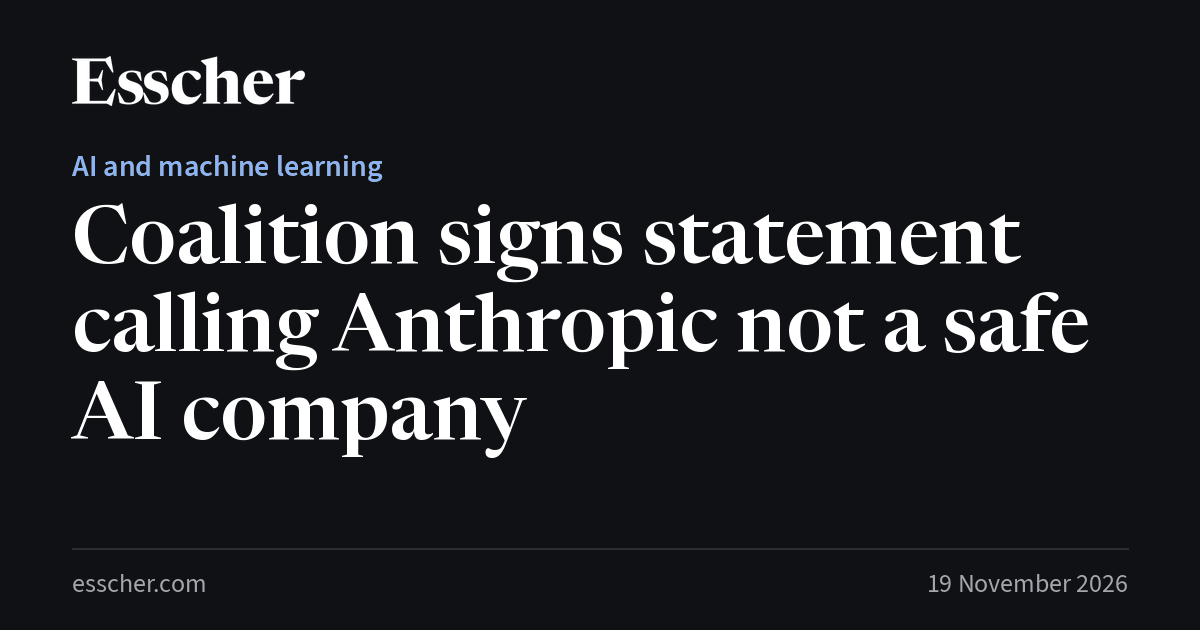 Esscher
AI and machine learning
Coalition signs statement
calling Anthropic not a safe
AI company
esscher.com
19 November 2026